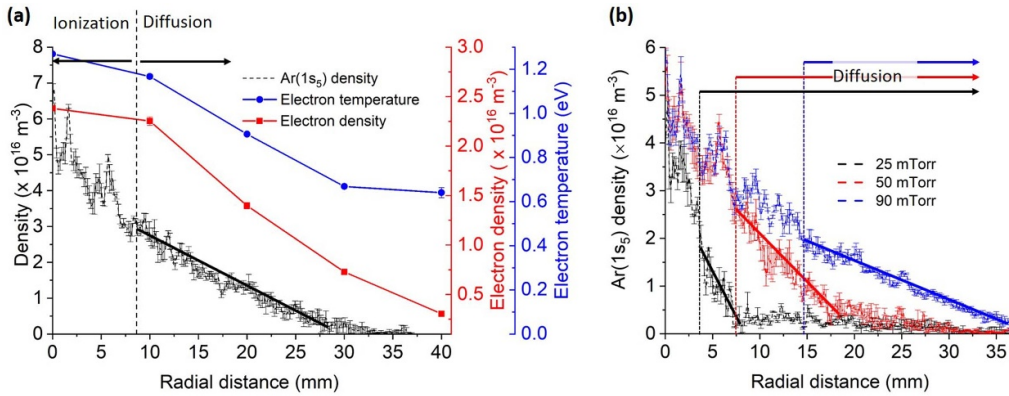 (a)
Ionization
Diffusion
Ar(1s5) density
Electron temperature
Electron density
Density (x 10^16 m^-3)
8
7
6
5
4
3
2
1
0
0
5
10
15
20
25
30
35
40
Radial distance (mm)
3.0
2.5
2.0
1.5
1.0
0.5
Electron density ( x 10^16 m^-3)
1.2
1.0
0.8
0.6
0.4
0.2
0.0
Electron temperature (eV)
(b)
Diffusion
25 mTorr
50 mTorr
90 mTorr
Ar(1s5) density (×10^16 m^-3)
6
5
4
3
2
1
0
0
5
10
15
20
25
30
35
Radial distance (mm)